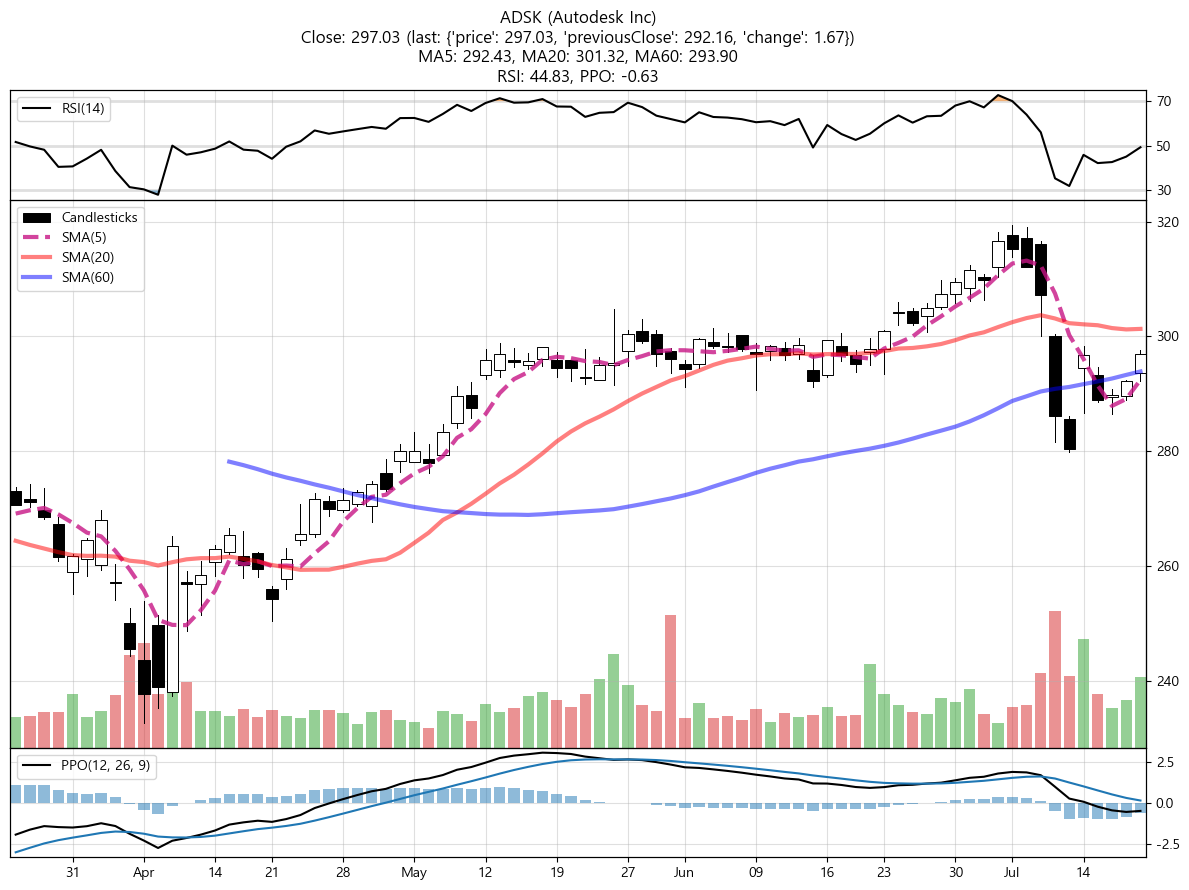 ADSK (Autodesk Inc)
Close: 297.03 (last: {'price': 297.03, 'previousClose': 292.16, 'change': 1.67})
MA5: 292.43, MA20: 301.32, MA60: 293.90
RSI: 44.83, PPO: -0.63
RSI(14)
70
50
30
Candlesticks
SMA(5)
SMA(20)
SMA(60)
320
300
280
260
240
PPO(12, 26, 9)
2.5
0.0
-2.5
31 Apr 14 21 28 May 12 19 27 Jun 09 16 23 30 Jul 14